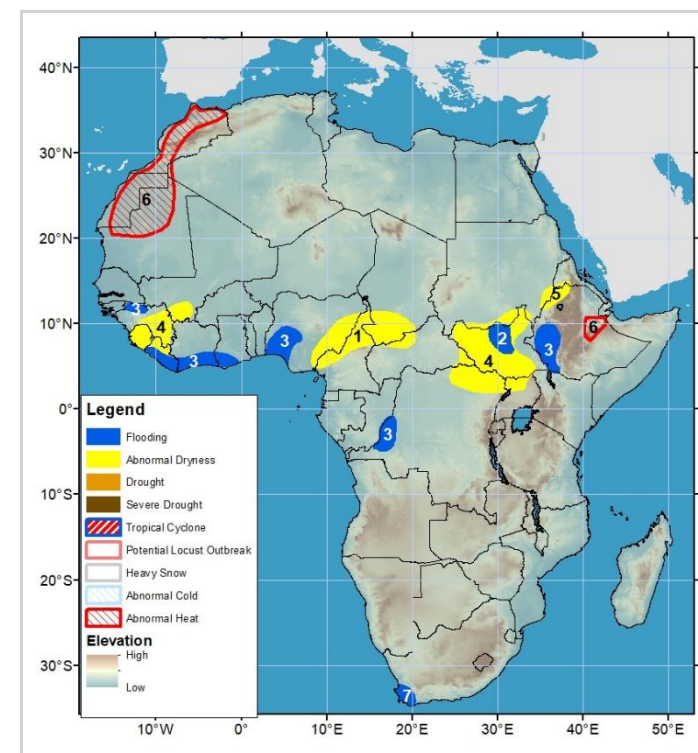 40°N
30°N
6
20°N
5
3
4
10°N
3
1
2
6
3
3
4
0°
3
Legend
Flooding
Abnormal Dryness
Drought
10°S
Severe Drought
Tropical Cyclone
Potential Locust Outbreak
20°S
Heavy Snow
Abnormal Cold
Abnormal Heat
Elevation
High
30°S
Low
7
10°W 0° 10°E 20°E 30°E 40°E 50°E